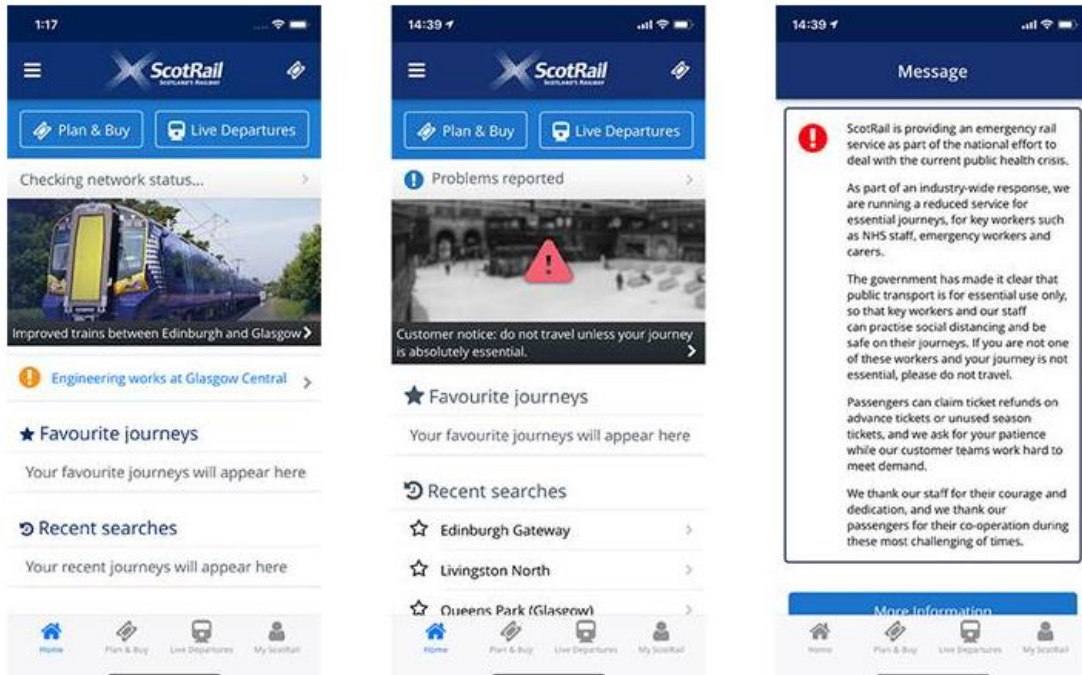 1:17
ScotRail
SCOTLAND'S RAILWAY
Plan & Buy
Live Departures
Checking network status...
Improved trains between Edinburgh and Glasgow
Engineering works at Glasgow Central
Favourite journeys
Your favourite journeys will appear here
Recent searches
Your recent journeys will appear here
Home
Plan & Buy
Live Departures
My ScotRail
14:39
ScotRail
SCOTLAND'S RAILWAY
Plan & Buy
Live Departures
Problems reported
Customer notice: do not travel unless your journey
is absolutely essential.
Favourite journeys
Your favourite journeys will appear here
Recent searches
Edinburgh Gateway
Livingston North
Queens Park (Glasgow)
Home
Plan & Buy
Live Departures
My ScotRail
14:39
Message
ScotRail is providing an emergency rail
service as part of the national effort to
deal with the current public health crisis.
As part of an industry-wide response, we
are running a reduced service for
essential journeys, for key workers such
as NHS staff, emergency workers and
carers.
The government has made it clear that
public transport is for essential use only,
so that key workers and our staff
can practise social distancing and be
safe on their journeys. If you are not one
of these workers and your journey is not
essential, please do not travel.
Passengers can claim ticket refunds on
advance tickets or unused season
tickets, and we ask for your patience
while our customer teams work hard to
meet demand.
We thank our staff for their courage and
dedication, and we thank our
passengers for their co-operation during
these most challenging of times.
More Information
Home
Plan & Buy
Live Departures
My ScotRail